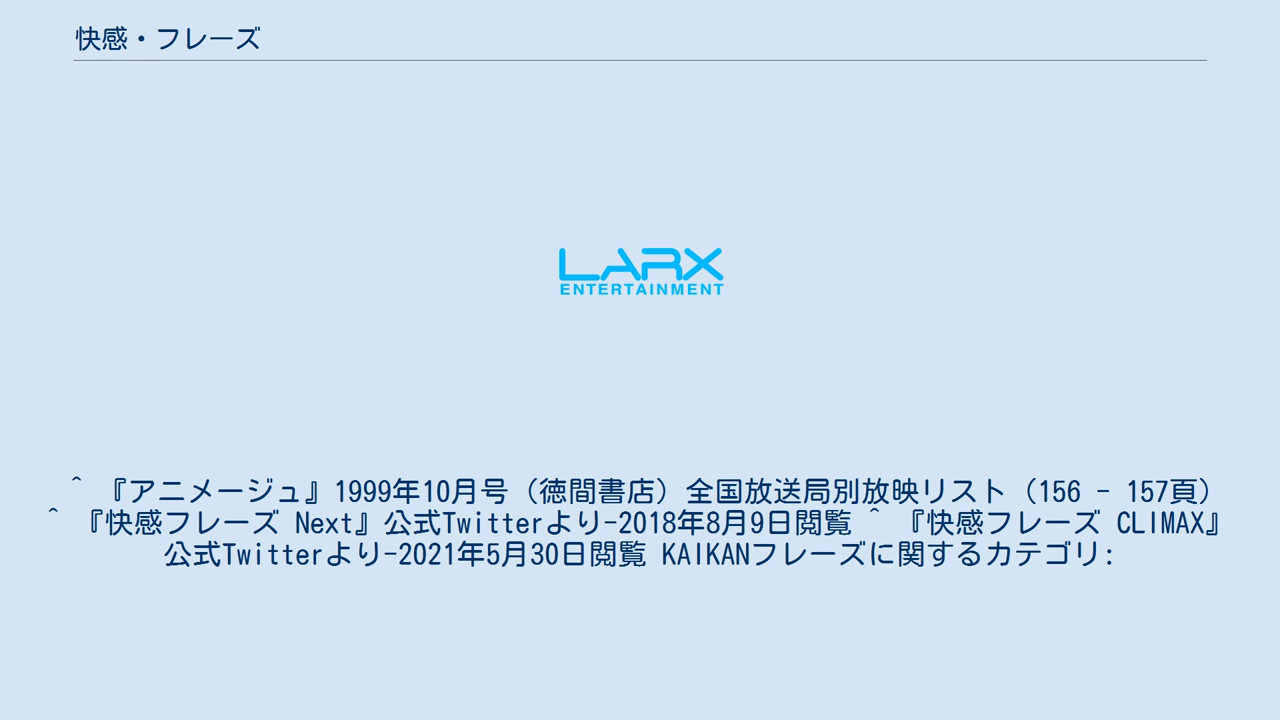 快感・フレーズ
LARX
ENTERTAINMENT
^ 『アニメージュ』1999年10月号（徳間書店）全国放送局別放映リスト（156 - 157頁）
^ 『快感フレーズ Next』公式Twitterより-2018年8月9日閲覧 ^ 『快感フレーズ CLIMAX』
公式Twitterより-2021年5月30日閲覧 KAIKANフレーズに関するカテゴリ: